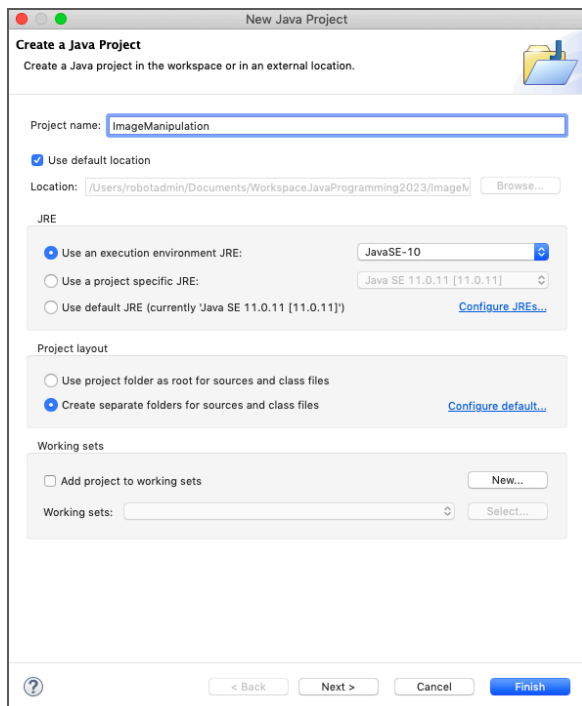 New Java Project
Create a Java Project
Create a Java project in the workspace or in an external location.
Project name: ImageManipulation
Use default location
Location: /Users/robotadmin/Documents/WorkspaceJavaProgramming2023/ImageM Browse...
JRE
Use an execution environment JRE: JavaSE-10
Use a project specific JRE: Java SE 11.0.11 [11.0.11]
Use default JRE (currently 'Java SE 11.0.11 [11.0.11]') Configure JREs...
Project layout
Use project folder as root for sources and class files
Create separate folders for sources and class files Configure default...
Working sets
Add project to working sets New...
Working sets: Select...
? < Back Next > Cancel Finish